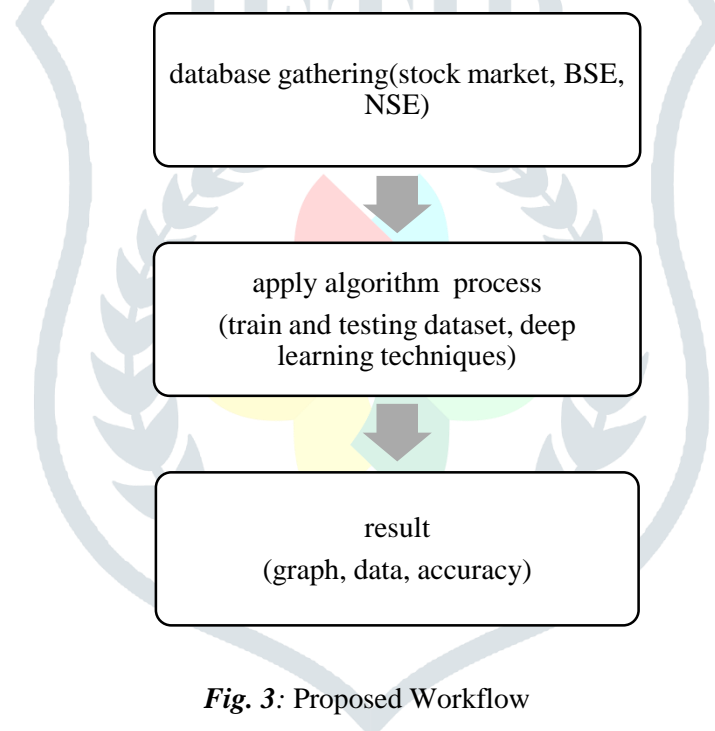 database gathering(stock market, BSE,
NSE)
apply algorithm process
(train and testing dataset, deep
learning techniques)
result
(graph, data, accuracy)
Fig. 3: Proposed Workflow